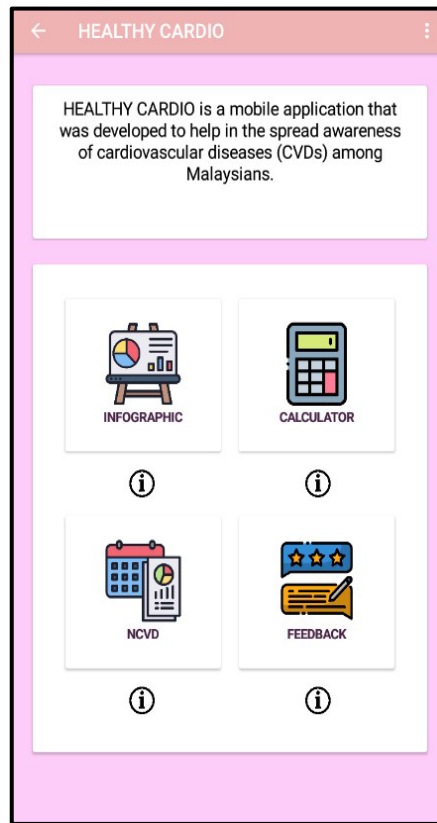 HEALTHY CARDIO
HEALTHY CARDIO is a mobile application that
was developed to help in the spread awareness
of cardiovascular diseases (CVDs) among
Malaysians.
INFOGRAPHIC
CALCULATOR
i
i
NCVD
FEEDBACK
i
i